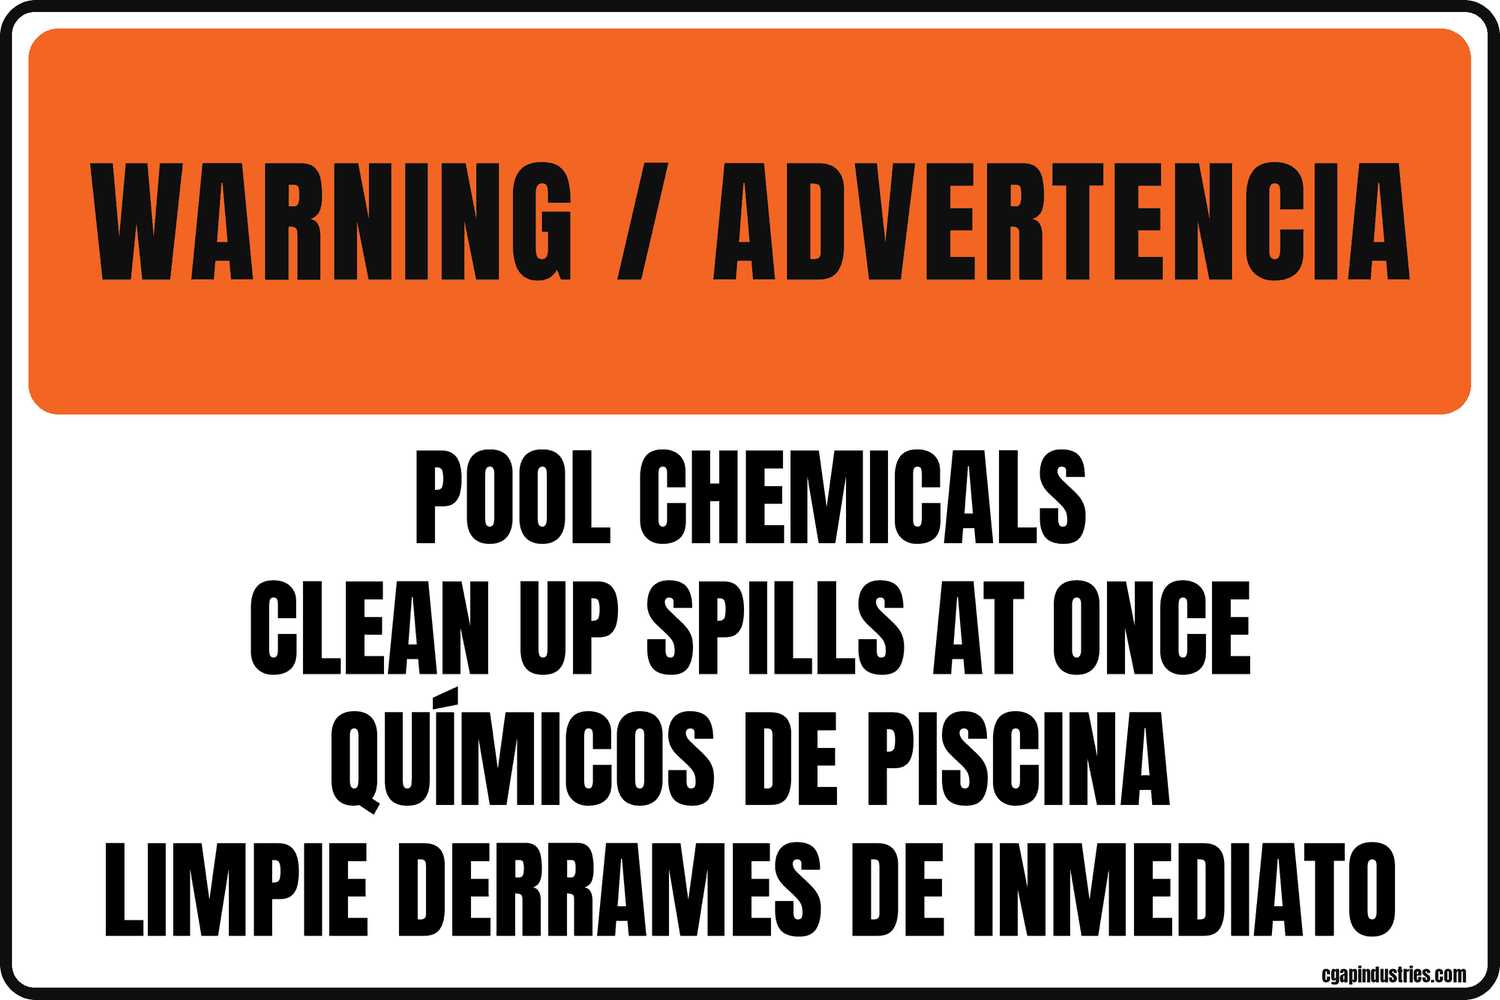 WARNING / ADVERTENCIA
POOL CHEMICALS
CLEAN UP SPILLS AT ONCE
QUÍMICOS DE PISCINA
LIMPIE DERRAMES DE INMEDIATO
cgapindustries.com